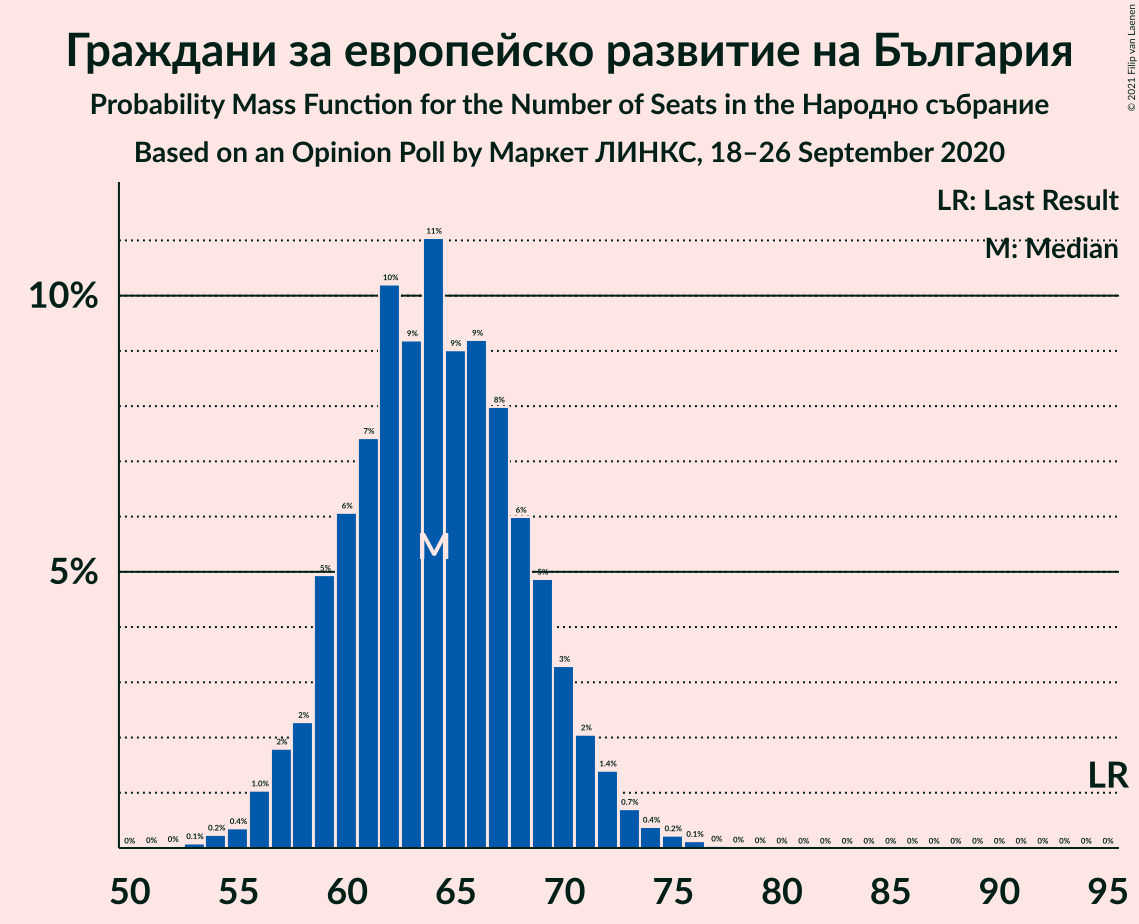 Граждани за европейско развитие на България
Probability Mass Function for the Number of Seats in the Народно събрание
Based on an Opinion Poll by Маркет ЛИНКС, 18–26 September 2020
© 2021 Filip van Laenen
LR: Last Result
M: Median
10%
5%
0% 0% 0% 0.1% 0.2% 0.4% 1.0% 2% 2% 5% 6% 7% 10% 9% 11% 9% 9% 8% 6% 5% 3% 2% 1.4% 0.7% 0.4% 0.2% 0.1% 0% 0% 0% 0% 0% 0% 0% 0% 0% 0% 0% 0% 0% 0% 0% 0% 0% 0% 0%
M
LR
50 55 60 65 70 75 80 85 90 95